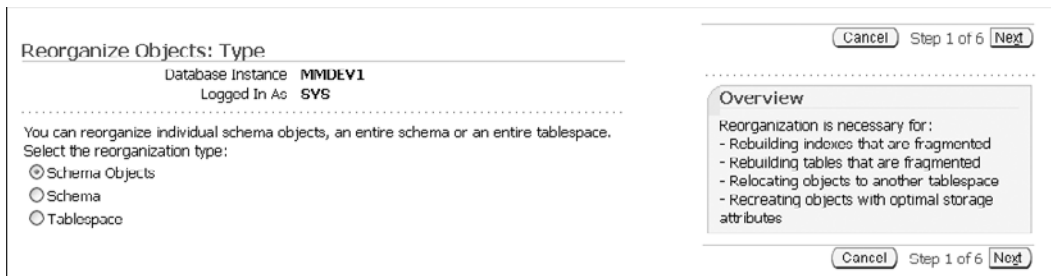 Cancel Step 1 of 6 Next
Reorganize Objects: Type
Database Instance MMDEV1
Logged In As SYS
You can reorganize individual schema objects, an entire schema or an entire tablespace.
Select the reorganization type:
Schema Objects
Schema
Tablespace
Overview
Reorganization is necessary for:
- Rebuilding indexes that are fragmented
- Rebuilding tables that are fragmented
- Relocating objects to another tablespace
- Recreating objects with optimal storage
attributes
Cancel Step 1 of 6 Next